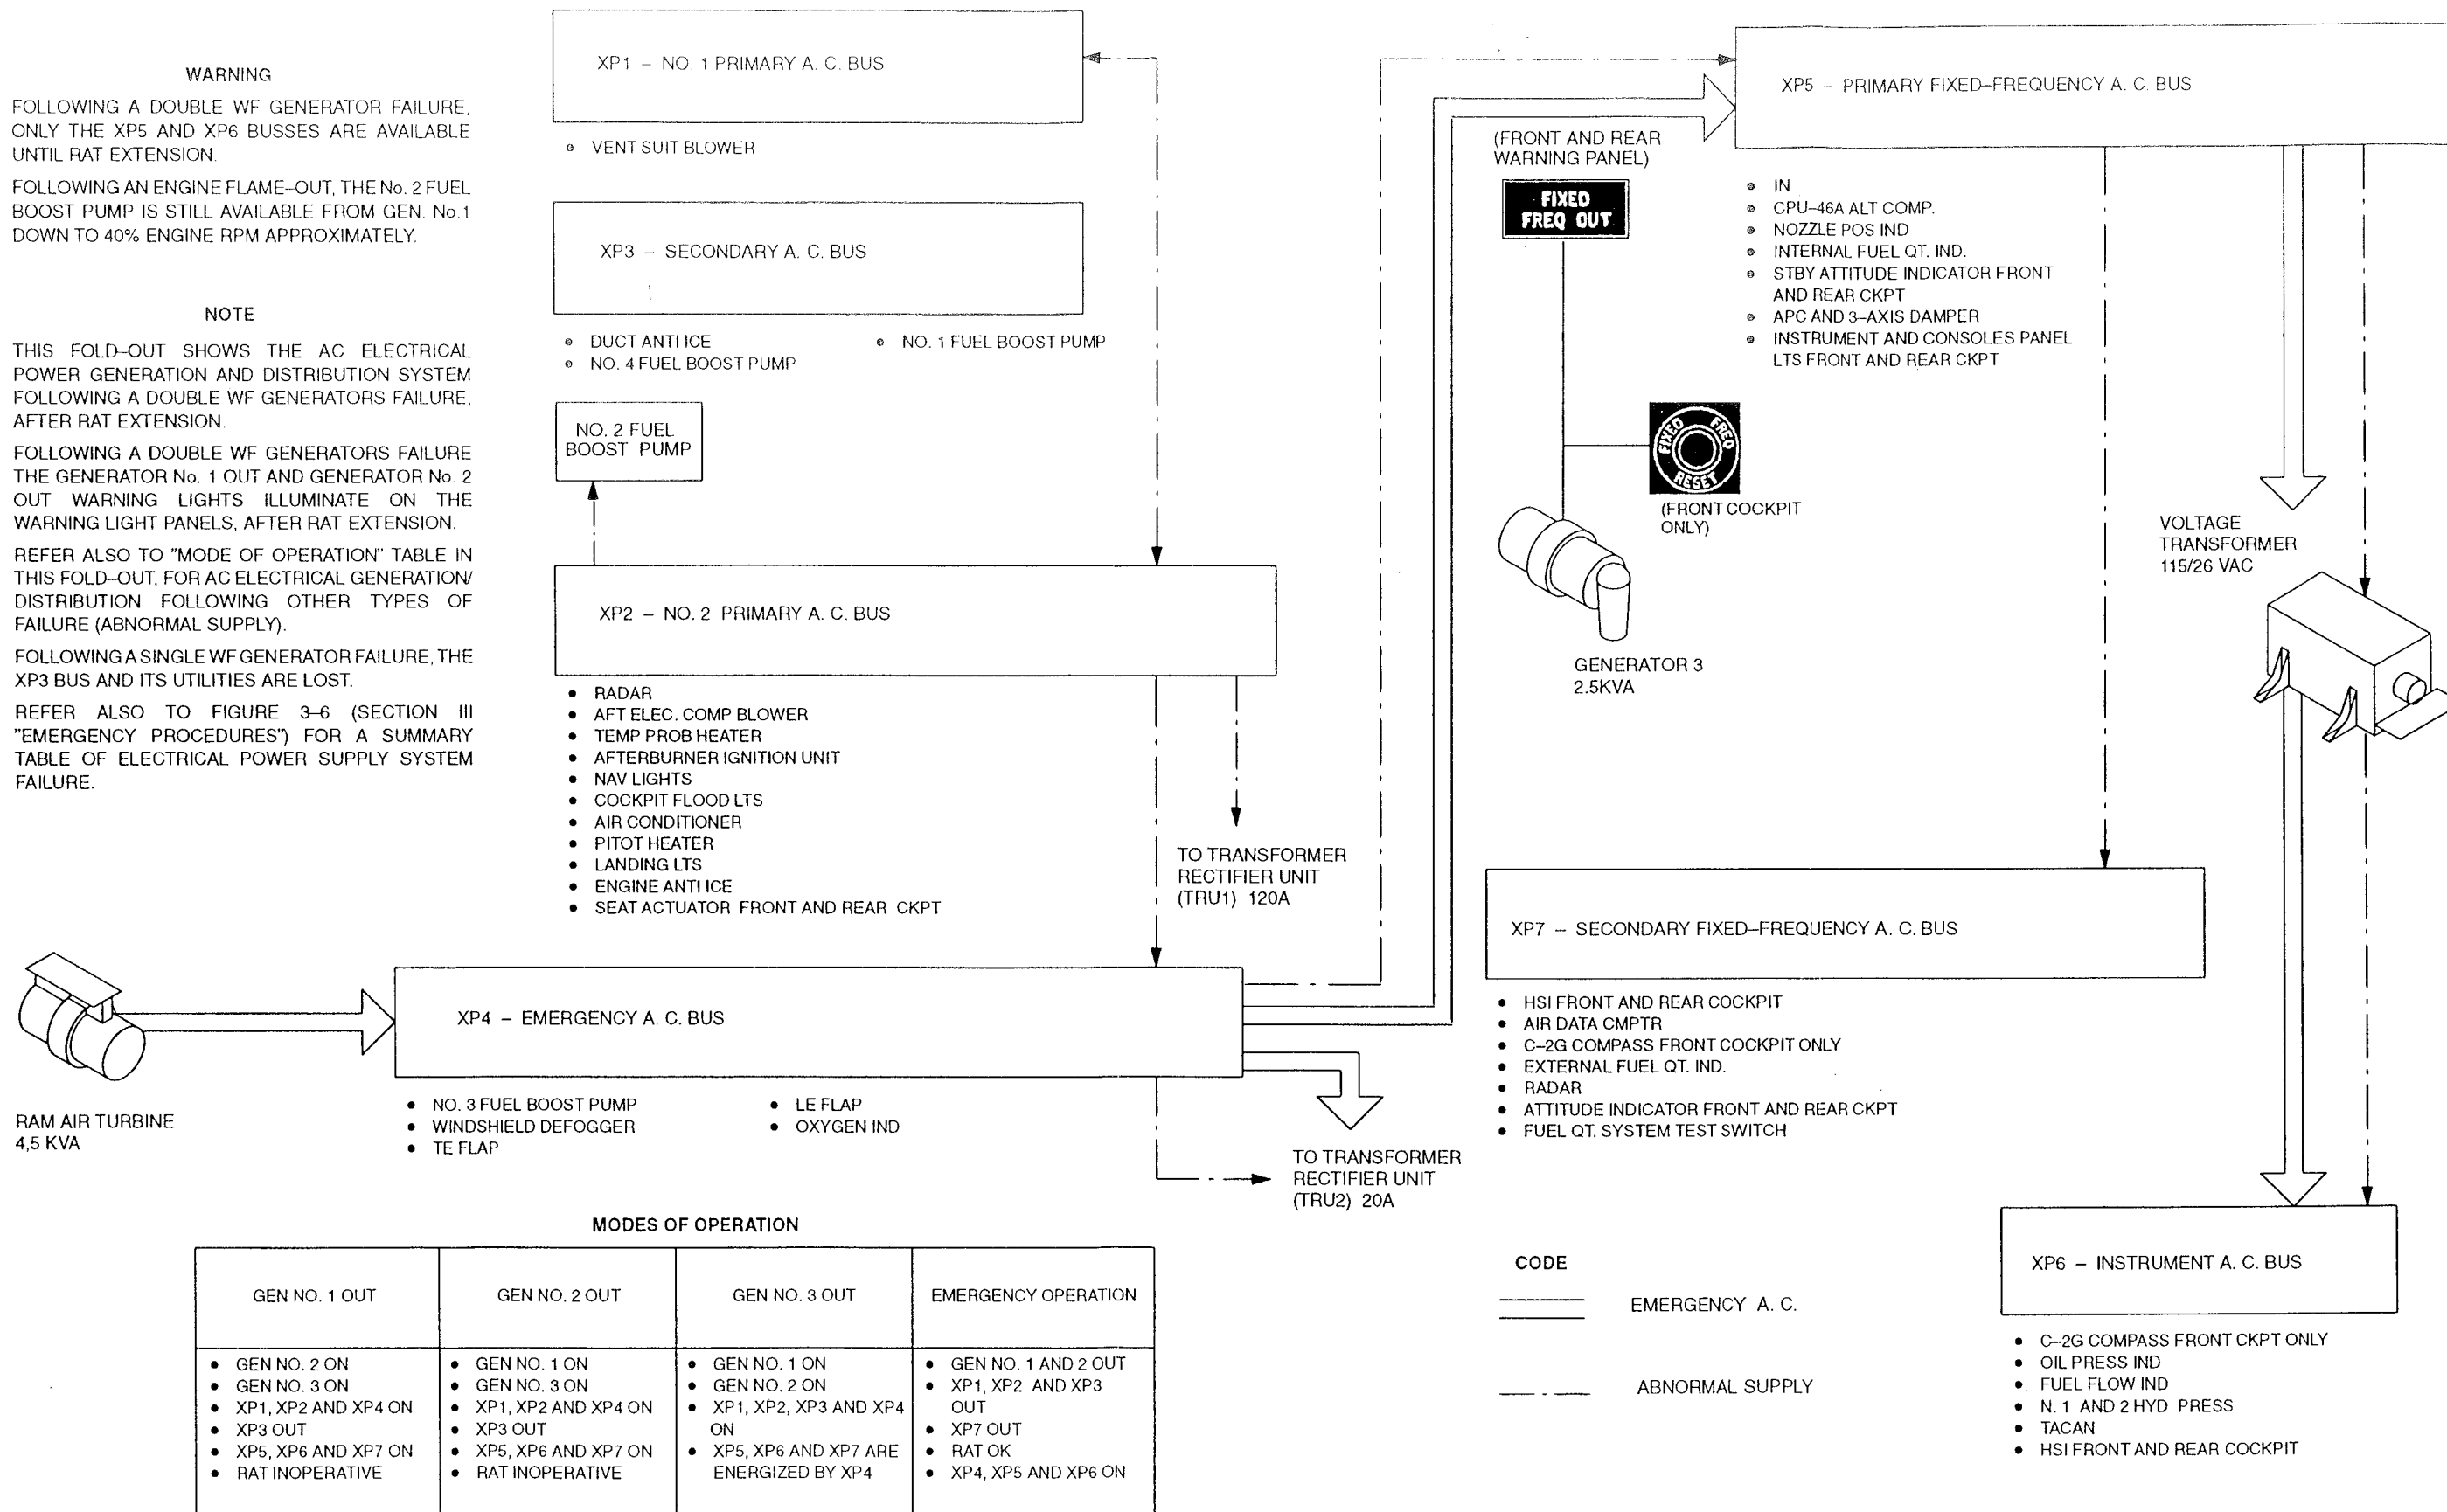 WARNING
FOLLOWING A DOUBLE WF GENERATOR FAILURE,
ONLY THE XP5 AND XP6 BUSSES ARE AVAILABLE
UNTIL RAT EXTENSION.
FOLLOWING AN ENGINE FLAME-OUT, THE No. 2 FUEL
BOOST PUMP IS STILL AVAILABLE FROM GEN. No.1
DOWN TO 40% ENGINE RPM APPROXIMATELY.
NOTE
THIS FOLD-OUT SHOWS THE AC ELECTRICAL
POWER GENERATION AND DISTRIBUTION SYSTEM
FOLLOWING A DOUBLE WF GENERATORS FAILURE,
AFTER RAT EXTENSION.
FOLLOWING A DOUBLE WF GENERATORS FAILURE
THE GENERATOR No. 1 OUT AND GENERATOR No. 2
OUT WARNING LIGHTS ILLUMINATE ON THE
WARNING LIGHT PANELS, AFTER RAT EXTENSION.
REFER ALSO TO "MODE OF OPERATION" TABLE IN
THIS FOLD-OUT, FOR AC ELECTRICAL GENERATION/
DISTRIBUTION FOLLOWING OTHER TYPES OF
FAILURE (ABNORMAL SUPPLY).
FOLLOWING A SINGLE WF GENERATOR FAILURE, THE
XP3 BUS AND ITS UTILITIES ARE LOST.
REFER ALSO TO FIGURE 3-6 (SECTION III
"EMERGENCY PROCEDURES") FOR A SUMMARY
TABLE OF ELECTRICAL POWER SUPPLY SYSTEM
FAILURE.
XP1 – NO. 1 PRIMARY A. C. BUS
• VENT SUIT BLOWER
XP3 – SECONDARY A. C. BUS
• DUCT ANTI ICE
• NO. 4 FUEL BOOST PUMP
• NO. 1 FUEL BOOST PUMP
NO. 2 FUEL
BOOST PUMP
XP2 – NO. 2 PRIMARY A. C. BUS
• RADAR
• AFT ELEC. COMP BLOWER
• TEMP PROB HEATER
• AFTERBURNER IGNITION UNIT
• NAV LIGHTS
• COCKPIT FLOOD LTS
• AIR CONDITIONER
• PITOT HEATER
• LANDING LTS
• ENGINE ANTI ICE
• SEAT ACTUATOR FRONT AND REAR CKPT
TO TRANSFORMER
RECTIFIER UNIT
(TRU1) 120A
RAM AIR TURBINE
4,5 KVA
XP4 – EMERGENCY A. C. BUS
• NO. 3 FUEL BOOST PUMP
• WINDSHIELD DEFOGGER
• TE FLAP
• LE FLAP
• OXYGEN IND
TO TRANSFORMER
RECTIFIER UNIT
(TRU2) 20A
XP5 – PRIMARY FIXED-FREQUENCY A. C. BUS
• IN
• CPU-46A ALT COMP.
• NOZZLE POS IND
• INTERNAL FUEL QT. IND.
• STBY ATTITUDE INDICATOR FRONT
AND REAR CKPT
• APC AND 3-AXIS DAMPER
• INSTRUMENT AND CONSOLES PANEL
LTS FRONT AND REAR CKPT
(FRONT AND REAR
WARNING PANEL)
FIXED
FREQ OUT
FIXED FREQ
RESET
(FRONT COCKPIT
ONLY)
GENERATOR 3
2.5KVA
VOLTAGE
TRANSFORMER
115/26 VAC
XP7 – SECONDARY FIXED-FREQUENCY A. C. BUS
• HSI FRONT AND REAR COCKPIT
• AIR DATA CMPTR
• C-2G COMPASS FRONT COCKPIT ONLY
• EXTERNAL FUEL QT. IND.
• RADAR
• ATTITUDE INDICATOR FRONT AND REAR CKPT
• FUEL QT. SYSTEM TEST SWITCH
XP6 – INSTRUMENT A. C. BUS
• C-2G COMPASS FRONT CKPT ONLY
• OIL PRESS IND
• FUEL FLOW IND
• N. 1 AND 2 HYD PRESS
• TACAN
• HSI FRONT AND REAR COCKPIT
CODE
EMERGENCY A. C.
ABNORMAL SUPPLY
MODES OF OPERATION
GEN NO. 1 OUT
• GEN NO. 2 ON
• GEN NO. 3 ON
• XP1, XP2 AND XP4 ON
• XP3 OUT
• XP5, XP6 AND XP7 ON
• RAT INOPERATIVE
GEN NO. 2 OUT
• GEN NO. 1 ON
• GEN NO. 3 ON
• XP1, XP2 AND XP4 ON
• XP3 OUT
• XP5, XP6 AND XP7 ON
• RAT INOPERATIVE
GEN NO. 3 OUT
• GEN NO. 1 ON
• GEN NO. 2 ON
• XP1, XP2, XP3 AND XP4
ON
• XP5, XP6 AND XP7 ARE
ENERGIZED BY XP4
EMERGENCY OPERATION
• GEN NO. 1 AND 2 OUT
• XP1, XP2 AND XP3
OUT
• XP7 OUT
• RAT OK
• XP4, XP5 AND XP6 ON